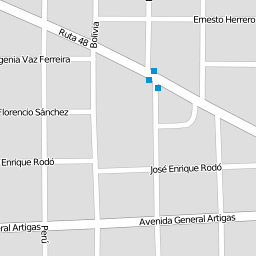 Ernesto Herrero
Bolivia
Ruta 48
genia Vaz Ferreira
Florencio Sánchez
Enrique Rodó
José Enrique Rodó
Avenida General Artigas
ral Artigas
Perú